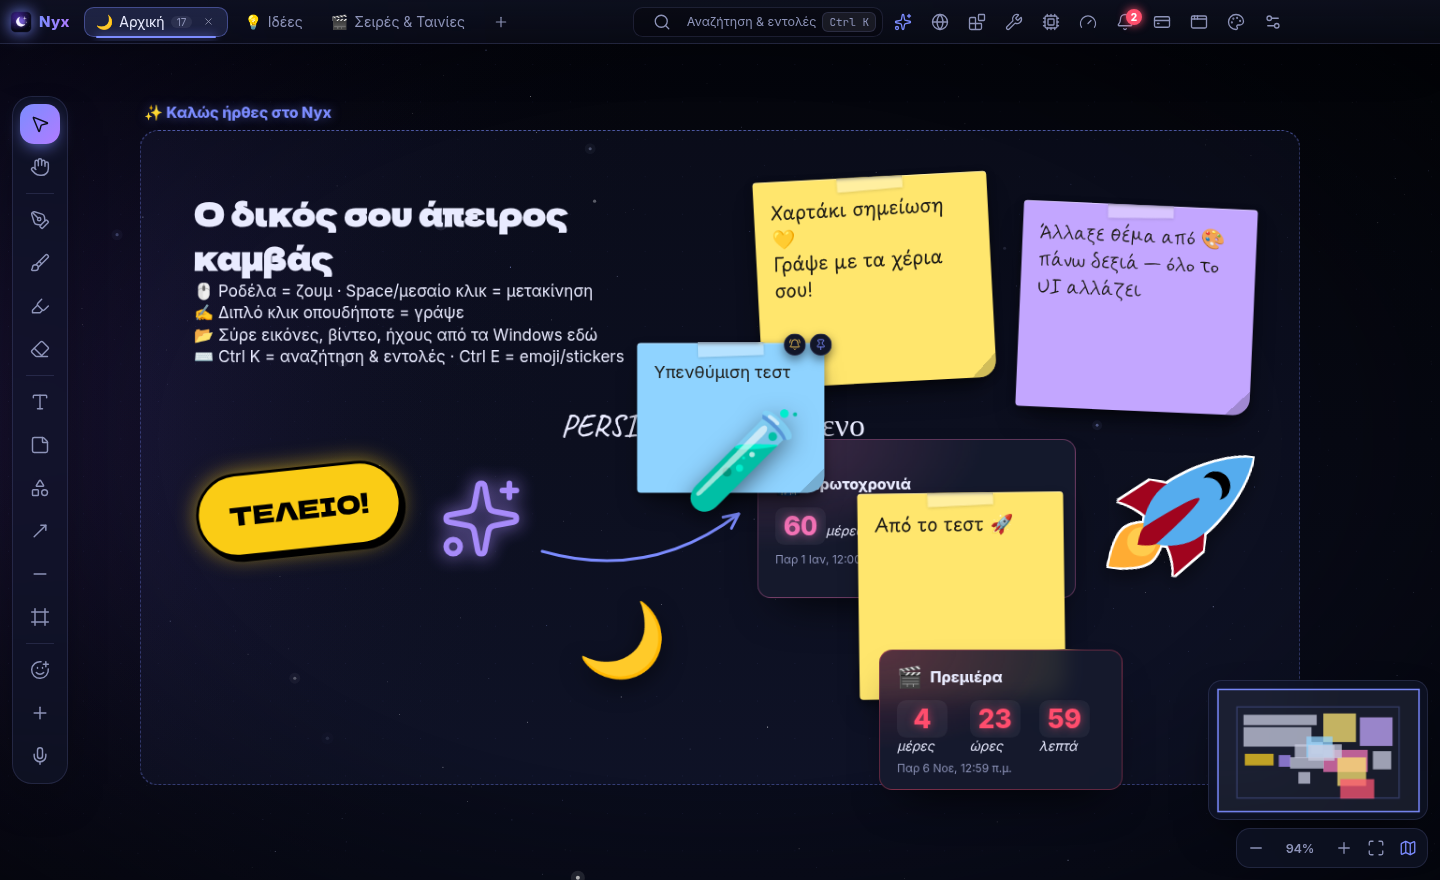 Nyx
Αρχική 17
Ιδέες
Σειρές & Ταινίες
Αναζήτηση & εντολές Ctrl K
2
Καλώς ήρθες στο Nyx
Ο δικός σου άπειρος
καμβάς
Ροδέλα = ζουμ · Space/μεσαίο κλικ = μετακίνηση
Διπλό κλικ οπουδήποτε = γράψε
Σύρε εικόνες, βίντεο, ήχους από τα Windows εδώ
Ctrl K = αναζήτηση & εντολές · Ctrl E = emoji/stickers
Χαρτάκι σημείωση
Γράψε με τα χέρια
σου!
Άλλαξε θέμα από
πάνω δεξιά — όλο το
UI αλλάζει
Υπενθύμιση τεστ
ΤΕΛΕΙΟ!
60
Παρ 1 Ιαν,
Από το τεστ
Πρεμιέρα
4 23 59
μέρες ώρες λεπτά
Παρ 6 Νοε, 12:59 π.μ.
94%